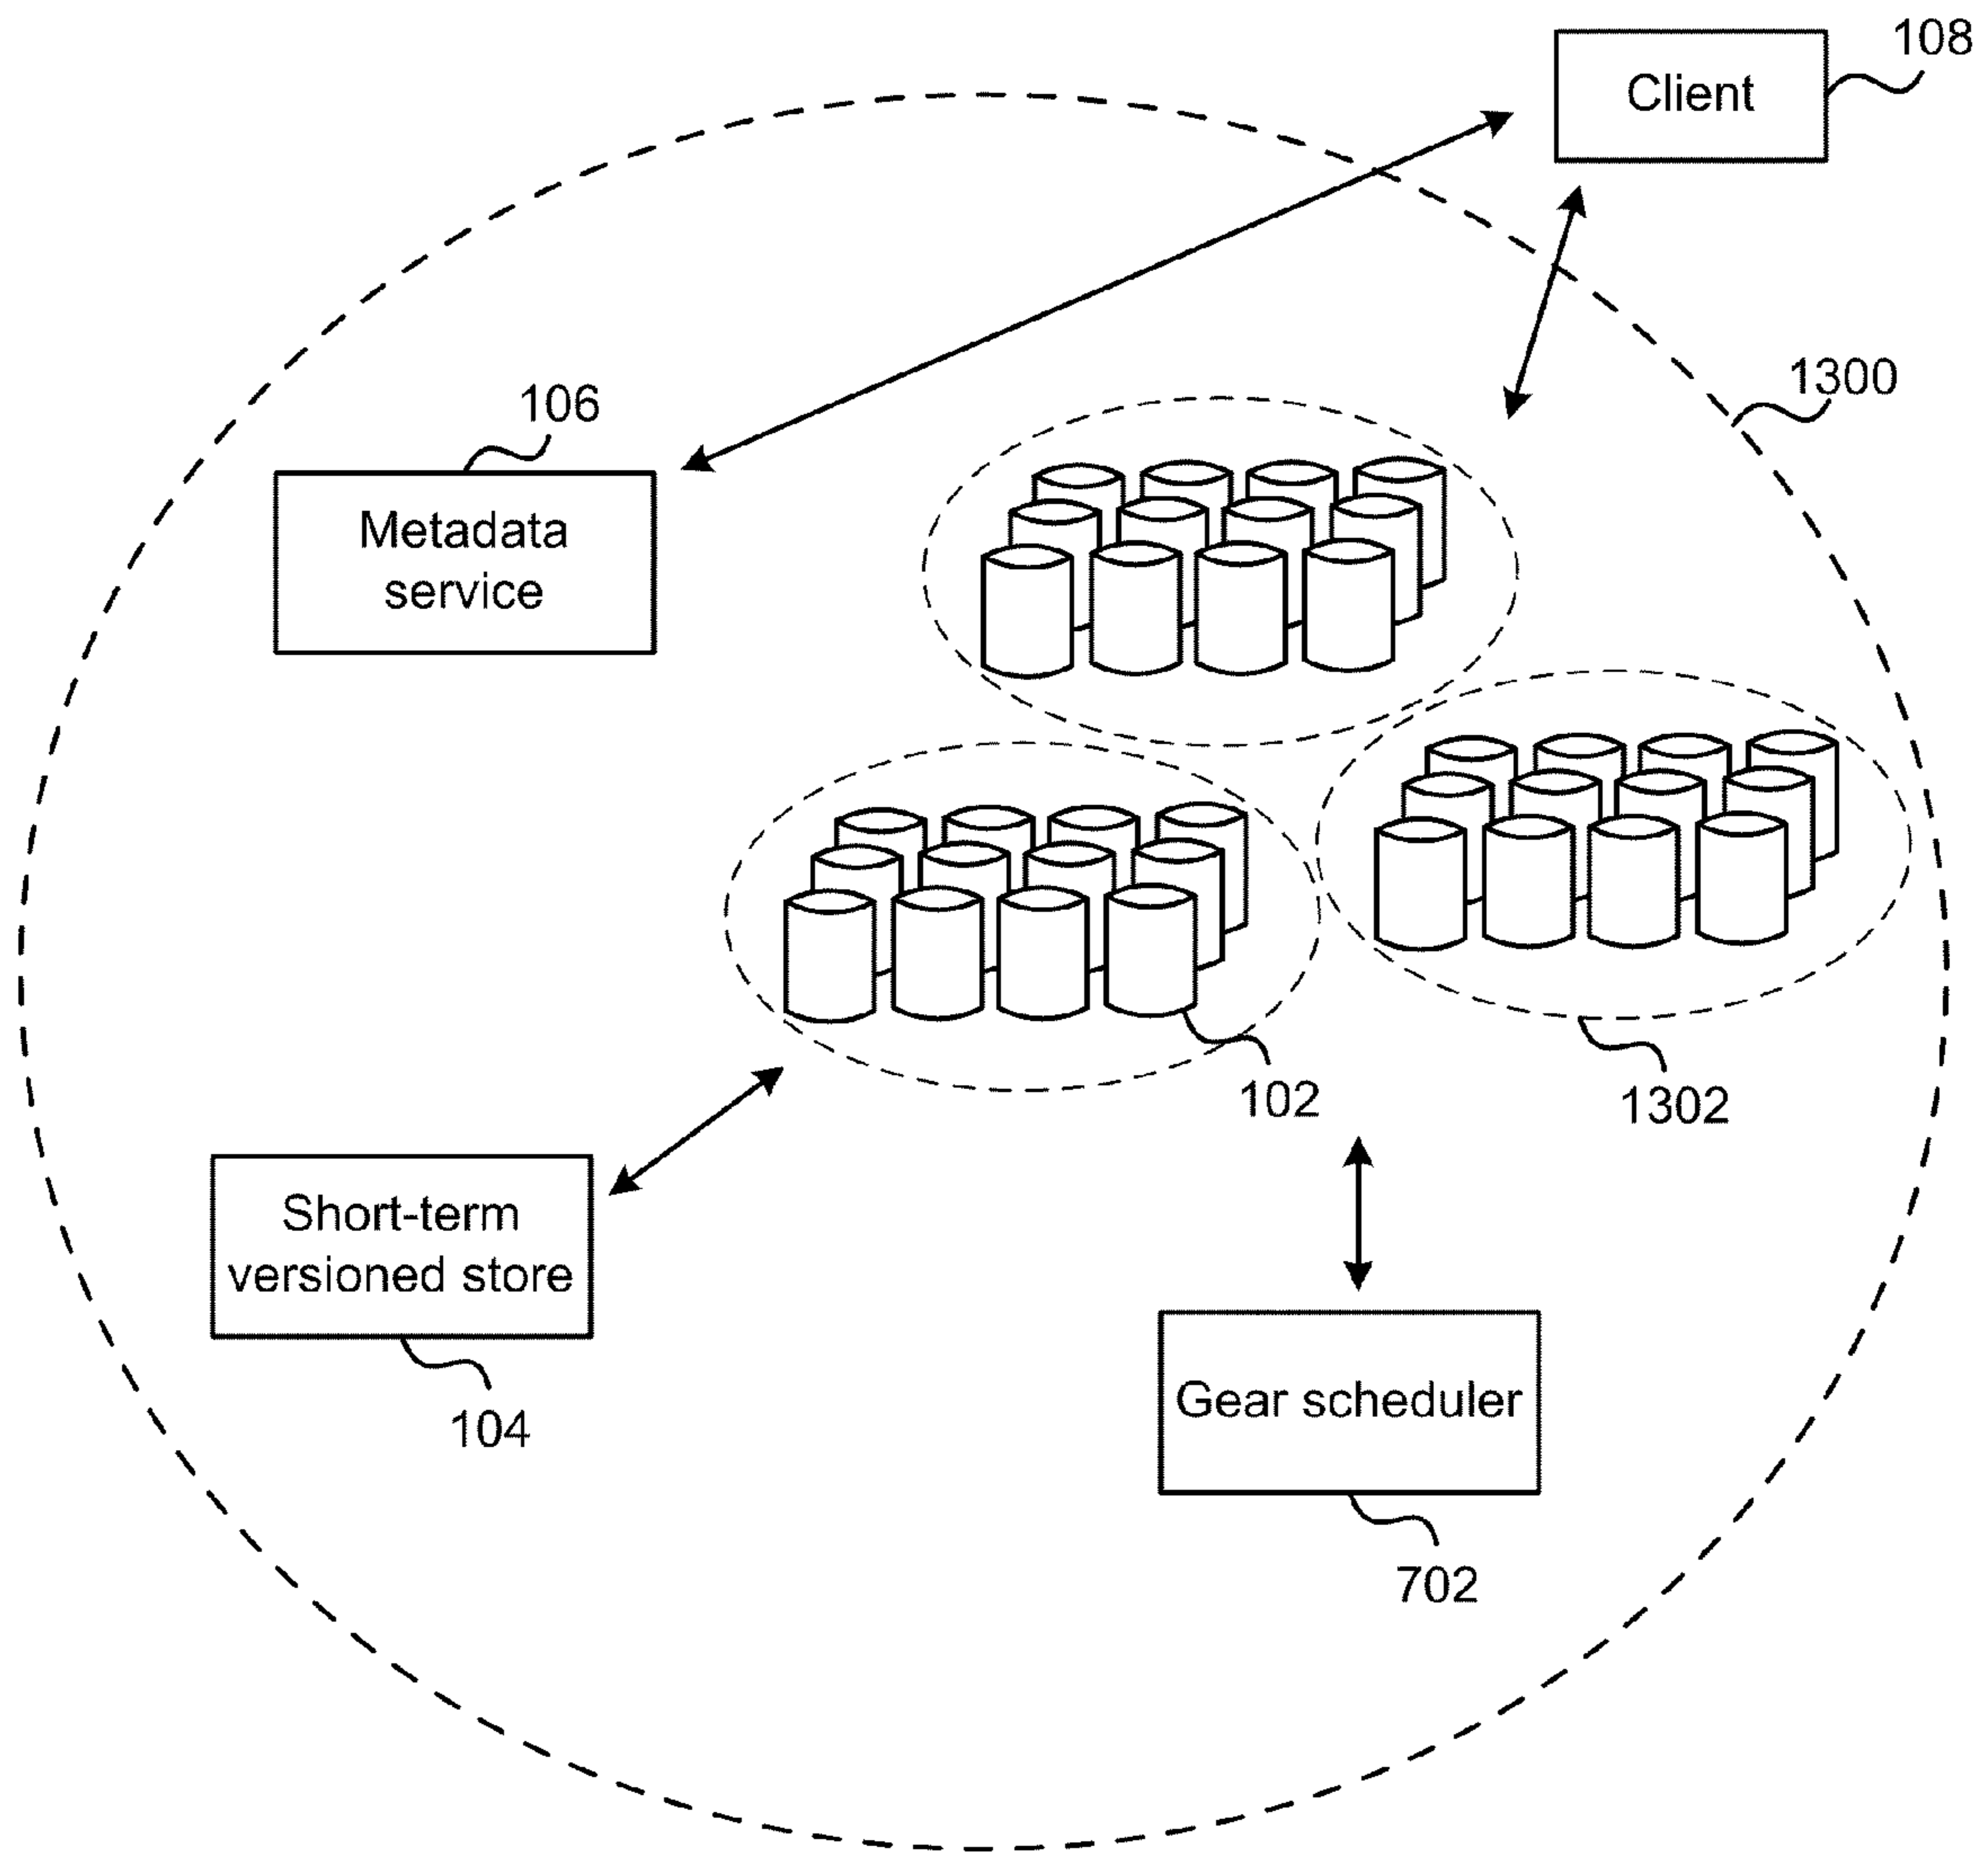 108
Client
1300
106
Metadata
service
102
1302
Short-term
versioned store
104
Gear scheduler
702